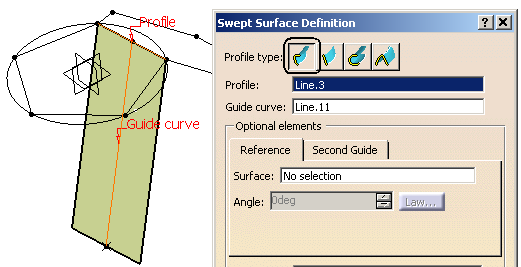 Profile
Guide curve
Swept Surface Definition
Profile type:
Profile: Line.3
Guide curve: Line.11
Optional elements
Reference Second Guide
Surface: No selection
Angle: 0deg Law...